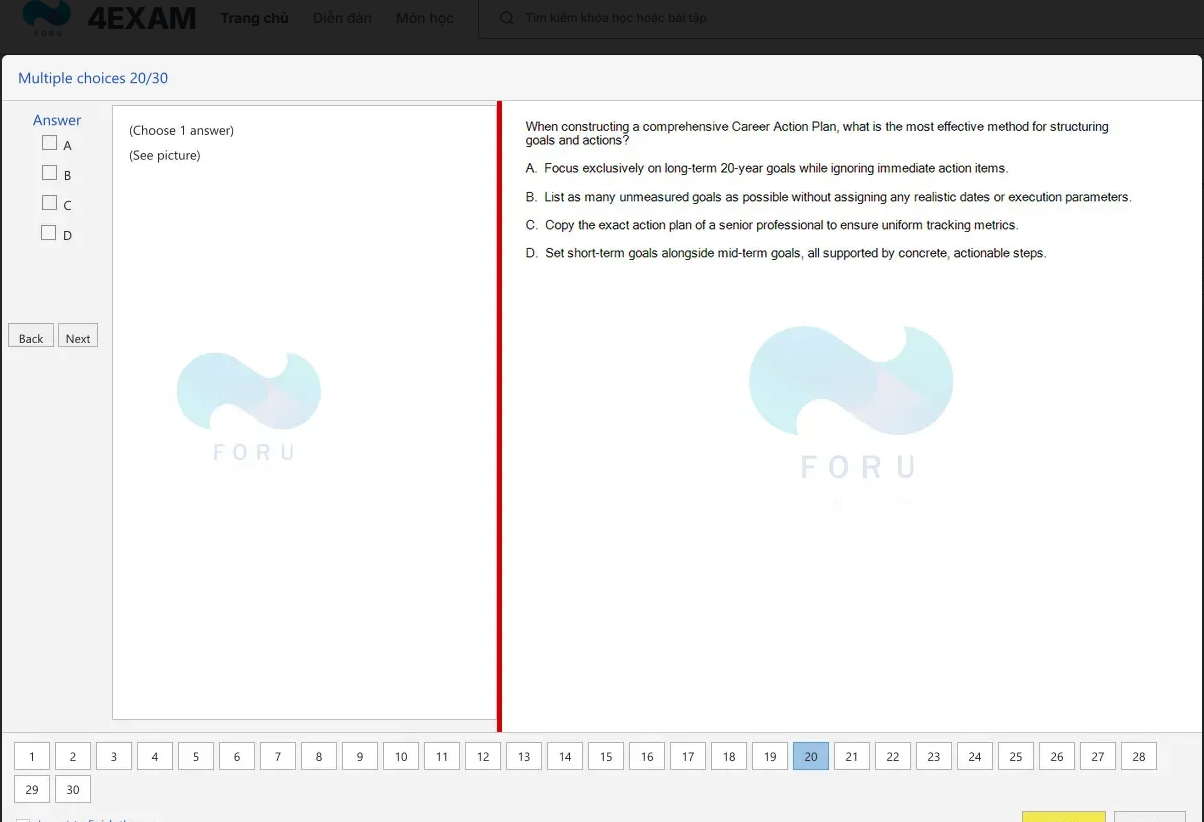 FORU
4EXAM
Trang chủ
Diễn đàn
Môn học
Tìm kiếm khóa học hoặc bài tập
Multiple choices 20/30
Answer
A
B
C
D
Back
Next
(Choose 1 answer)
(See picture)
FORU
When constructing a comprehensive Career Action Plan, what is the most effective method for structuring
goals and actions?
A. Focus exclusively on long-term 20-year goals while ignoring immediate action items.
B. List as many unmeasured goals as possible without assigning any realistic dates or execution parameters.
C. Copy the exact action plan of a senior professional to ensure uniform tracking metrics.
D. Set short-term goals alongside mid-term goals, all supported by concrete, actionable steps.
FORU
1 2 3 4 5 6 7 8 9 10 11 12 13 14 15 16 17 18 19 20 21 22 23 24 25 26 27 28
29 30